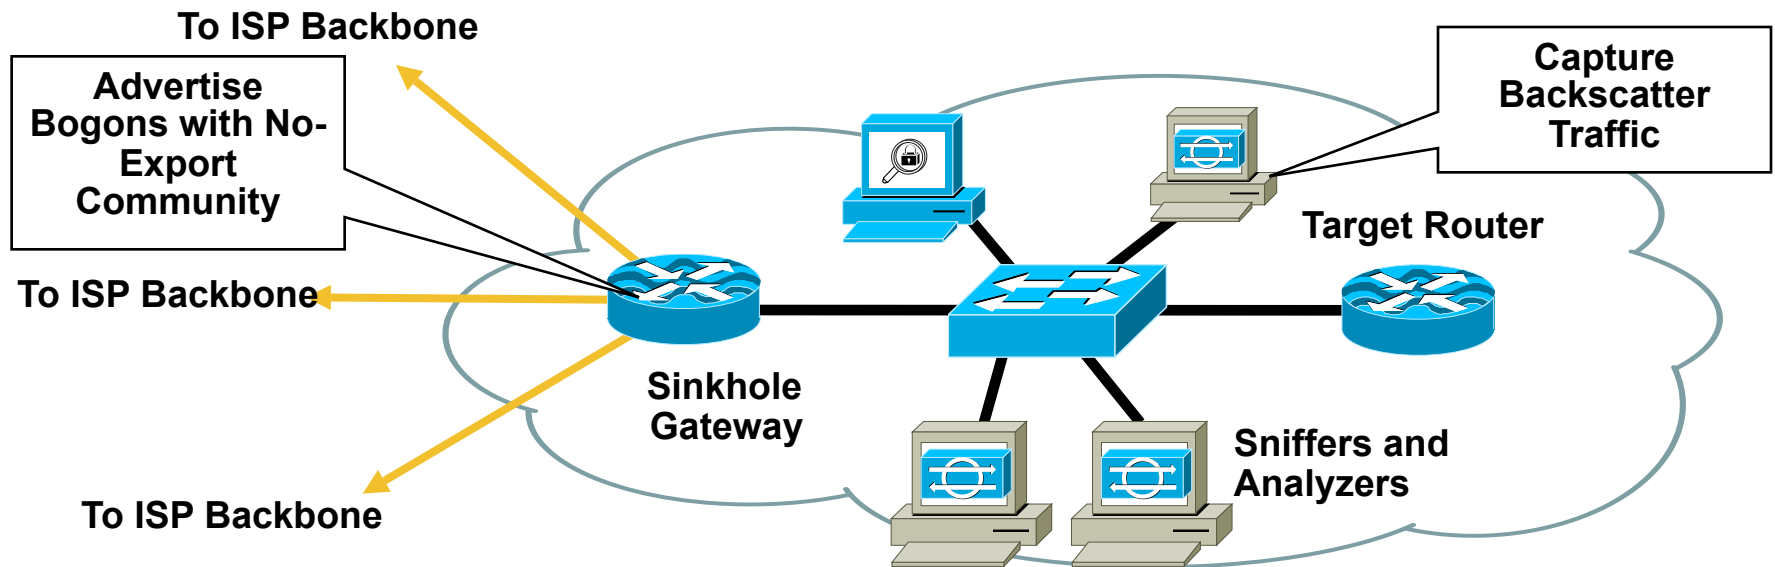 To ISP Backbone
Advertise
Bogons with No-
Export
Community
Capture
Backscatter
Traffic
Target Router
To ISP Backbone
Sinkhole
Gateway
Sniffers and
Analyzers
To ISP Backbone